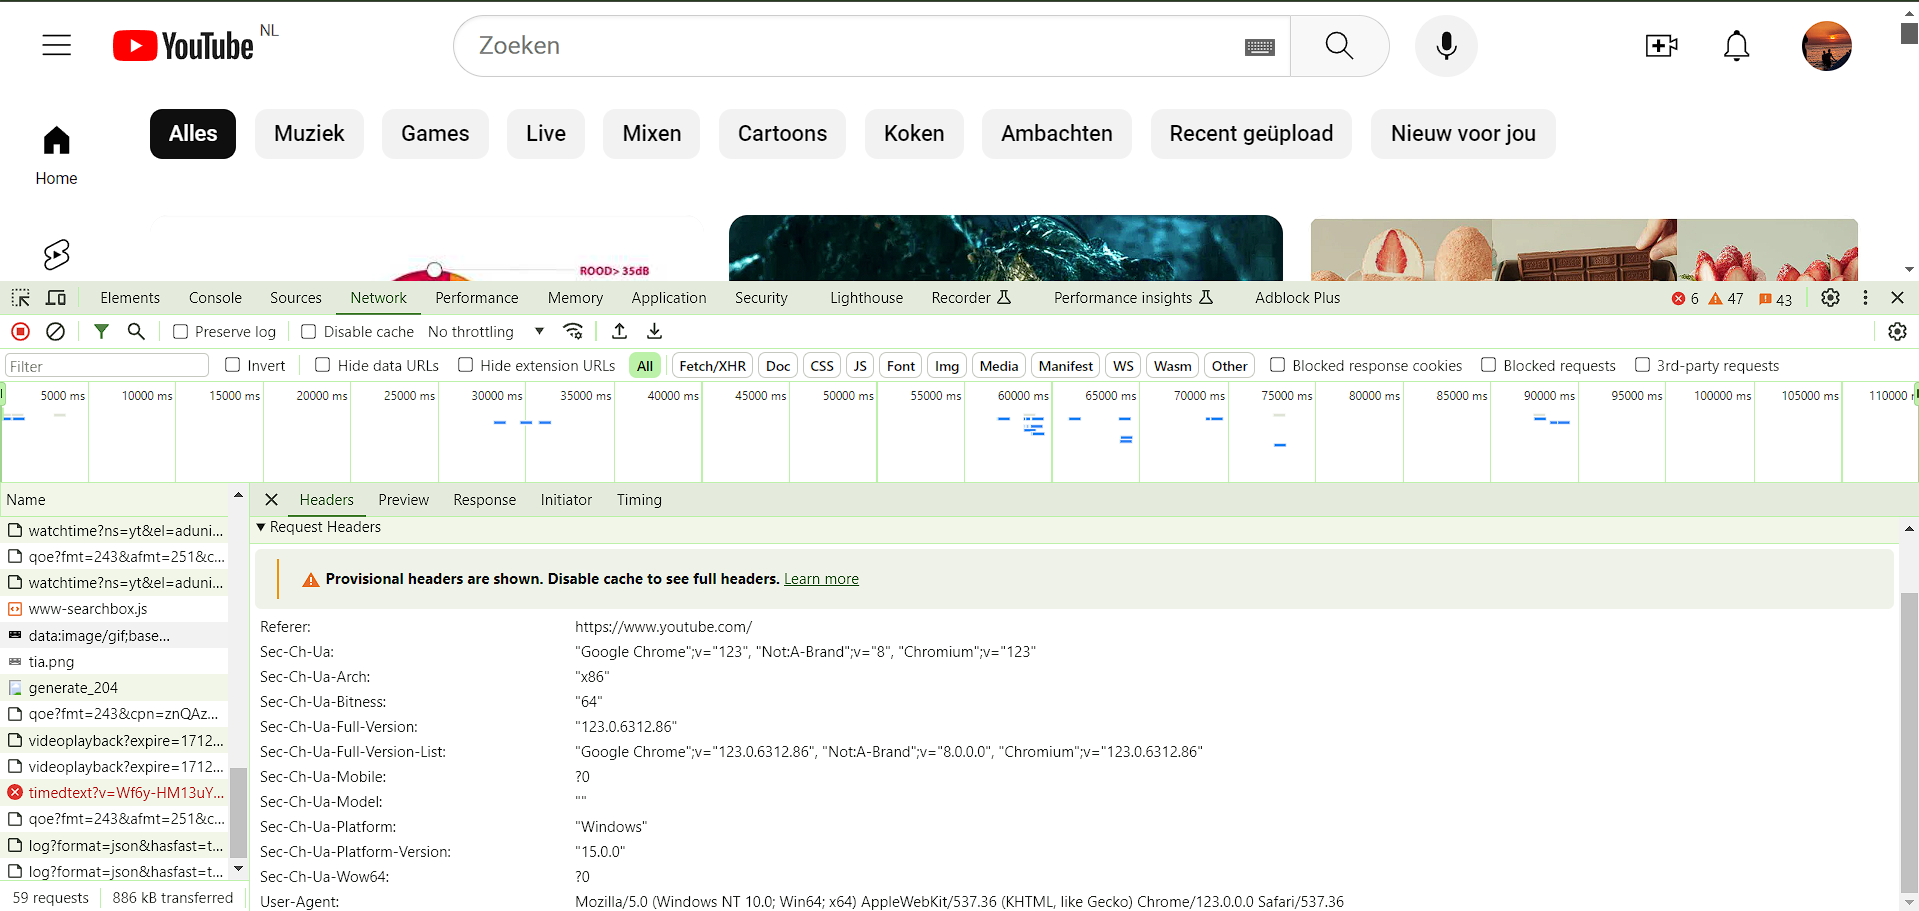 YouTube NL
Zoeken
Alles Muziek Games Live Mixen Cartoons Koken Ambachten Recent geüpload Nieuw voor jou
Home
ROOD> 35dB
Elements Console Sources Network Performance Memory Application Security Lighthouse Recorder Performance insights Adblock Plus 6 47 43
Preserve log Disable cache No throttling
Filter Invert Hide data URLs Hide extension URLs All Fetch/XHR Doc CSS JS Font Img Media Manifest WS Wasm Other Blocked response cookies Blocked requests 3rd-party requests
5000 ms 10000 ms 15000 ms 20000 ms 25000 ms 30000 ms 35000 ms 40000 ms 45000 ms 50000 ms 55000 ms 60000 ms 65000 ms 70000 ms 75000 ms 80000 ms 85000 ms 90000 ms 95000 ms 100000 ms 105000 ms 110000
Name
watchtime?ns=yt&el=aduni...
qoe?fmt=243&afmt=251&c...
watchtime?ns=yt&el=aduni...
www-searchbox.js
data:image/gif;base...
tia.png
generate_204
qoe?fmt=243&cpn=znQAz...
videoplayback?expire=1712...
videoplayback?expire=1712...
timedtext?v=Wf6y-HM13uY...
qoe?fmt=243&afmt=251&c...
log?format=json&hasfast=t...
log?format=json&hasfast=t...
59 requests 886 kB transferred
Headers Preview Response Initiator Timing
Request Headers
Provisional headers are shown. Disable cache to see full headers. Learn more
Referer: https://www.youtube.com/
Sec-Ch-Ua: "Google Chrome";v="123", "Not:A-Brand";v="8", "Chromium";v="123"
Sec-Ch-Ua-Arch: "x86"
Sec-Ch-Ua-Bitness: "64"
Sec-Ch-Ua-Full-Version: "123.0.6312.86"
Sec-Ch-Ua-Full-Version-List: "Google Chrome";v="123.0.6312.86", "Not:A-Brand";v="8.0.0.0", "Chromium";v="123.0.6312.86"
Sec-Ch-Ua-Mobile: ?0
Sec-Ch-Ua-Model: ""
Sec-Ch-Ua-Platform: "Windows"
Sec-Ch-Ua-Platform-Version: "15.0.0"
Sec-Ch-Ua-Wow64: ?0
User-Agent: Mozilla/5.0 (Windows NT 10.0; Win64; x64) AppleWebKit/537.36 (KHTML, like Gecko) Chrome/123.0.0.0 Safari/537.36